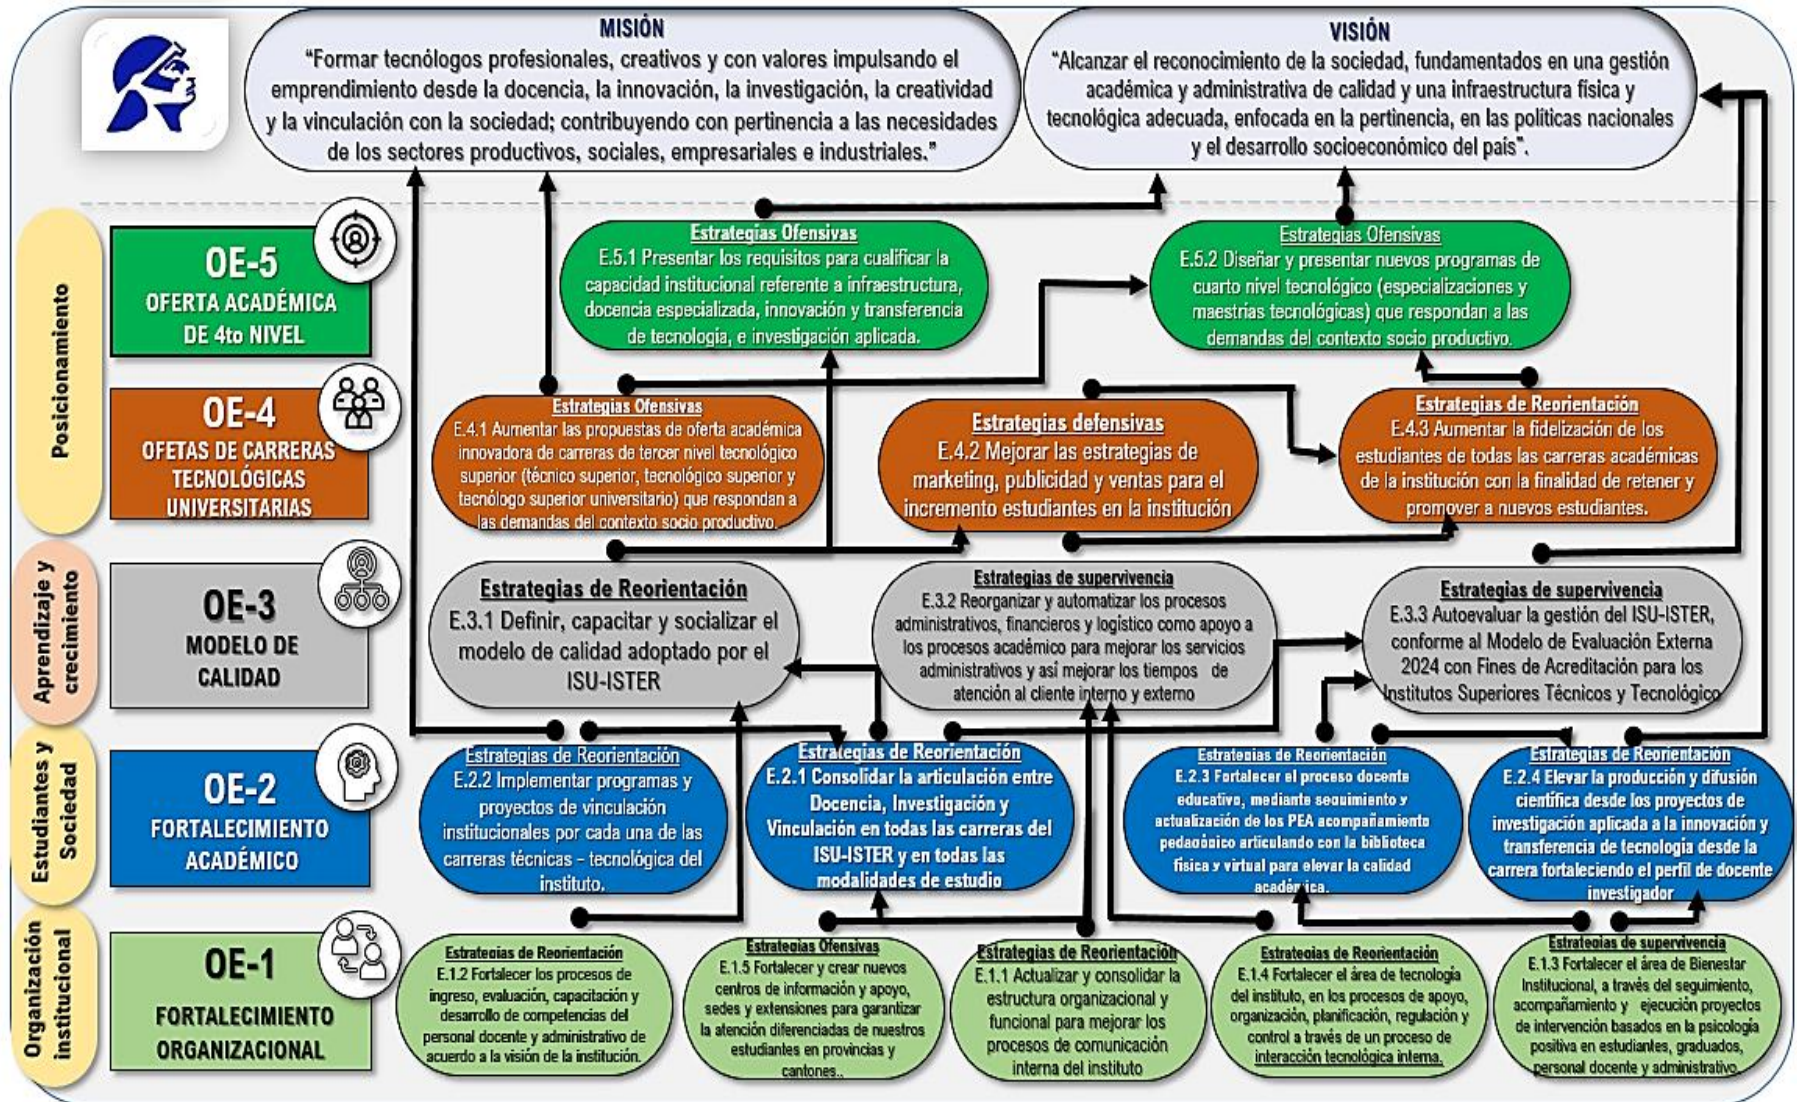 MISIÓN
“Formar tecnólogos profesionales, creativos y con valores impulsando el
emprendimiento desde la docencia, la innovación, la investigación, la creatividad
y la vinculación con la sociedad; contribuyendo con pertinencia a las necesidades
de los sectores productivos, sociales, empresariales e industriales.”
VISIÓN
“Alcanzar el reconocimiento de la sociedad, fundamentados en una gestión
académica y administrativa de calidad y una infraestructura física y
tecnológica adecuada, enfocada en la pertinencia, en las políticas nacionales
y el desarrollo socioeconómico del país”.
Posicionamiento
OE-5
OFERTA ACADÉMICA
DE 4to NIVEL
Estrategias Ofensivas
E.5.1 Presentar los requisitos para cualificar la
capacidad institucional referente a infraestructura,
docencia especializada, innovación y transferencia
de tecnología, e investigación aplicada.
Estrategias Ofensivas
E.5.2 Diseñar y presentar nuevos programas de
cuarto nivel tecnológico (especializaciones y
maestrías tecnológicas) que respondan a las
demandas del contexto socio productivo.
OE-4
OFETAS DE CARRERAS
TECNOLÓGICAS
UNIVERSITARIAS
Estrategias Ofensivas
E.4.1 Aumentar las propuestas de oferta académica
innovadora de carreras de tercer nivel tecnológico
superior (técnico superior, tecnológico superior y
tecnólogo superior universitario) que respondan a
las demandas del contexto socio productivo.
Estrategias defensivas
E.4.2 Mejorar las estrategias de
marketing, publicidad y ventas para el
incremento estudiantes en la institución
Estrategias de Reorientación
E.4.3 Aumentar la fidelización de los
estudiantes de todas las carreras académicas
de la institución con la finalidad de retener y
promover a nuevos estudiantes.
Aprendizaje y
crecimiento
OE-3
MODELO DE
CALIDAD
Estrategias de Reorientación
E.3.1 Definir, capacitar y socializar el
modelo de calidad adoptado por el
ISU-ISTER
Estrategias de supervivencia
E.3.2 Reorganizar y automatizar los procesos
administrativos, financieros y logístico como apoyo a
los procesos académico para mejorar los servicios
administrativos y así mejorar los tiempos de
atención al cliente interno y externo
Estrategias de supervivencia
E.3.3 Autoevaluar la gestión del ISU-ISTER,
conforme al Modelo de Evaluación Externa
2024 con Fines de Acreditación para los
Institutos Superiores Técnicos y Tecnológico
Estudiantes y
Sociedad
OE-2
FORTALECIMIENTO
ACADÉMICO
Estrategias de Reorientación
E.2.2 Implementar programas y
proyectos de vinculación
institucionales por cada una de las
carreras técnicas - tecnológica del
instituto.
Estrategias de Reorientación
E.2.1 Consolidar la articulación entre
Docencia, Investigación y
Vinculación en todas las carreras del
ISU-ISTER y en todas las
modalidades de estudio
Estrategias de Reorientación
E.2.3 Fortalecer el proceso docente
educativo, mediante seguimiento y
actualización de los PEA acompañamiento
pedagógico articulando con la biblioteca
física y virtual para elevar la calidad
académica.
Estrategias de Reorientación
E.2.4 Elevar la producción y difusión
científica desde los proyectos de
investigación aplicada a la innovación y
transferencia de tecnología desde la
carrera fortaleciendo el perfil de docente
investigador
Organización
institucional
OE-1
FORTALECIMIENTO
ORGANIZACIONAL
Estrategias de Reorientación
E.1.2 Fortalecer los procesos de
ingreso, evaluación, capacitación y
desarrollo de competencias del
personal docente y administrativo de
acuerdo a la visión de la institución.
Estrategias Ofensivas
E.1.5 Fortalecer y crear nuevos
centros de información y apoyo,
sedes y extensiones para garantizar
la atención diferenciadas de nuestros
estudiantes en provincias y
cantones..
Estrategias de Reorientación
E.1.1 Actualizar y consolidar la
estructura organizacional y
funcional para mejorar los
procesos de comunicación
interna del instituto
Estrategias de Reorientación
E.1.4 Fortalecer el área de tecnología
del instituto, en los procesos de apoyo,
organización, planificación, regulación y
control a través de un proceso de
interacción tecnológica interna.
Estrategias de supervivencia
E.1.3 Fortalecer el área de Bienestar
Institucional, a través del seguimiento,
acompañamiento y ejecución proyectos
de intervención basados en la psicología
positiva en estudiantes, graduados,
personal docente y administrativo.